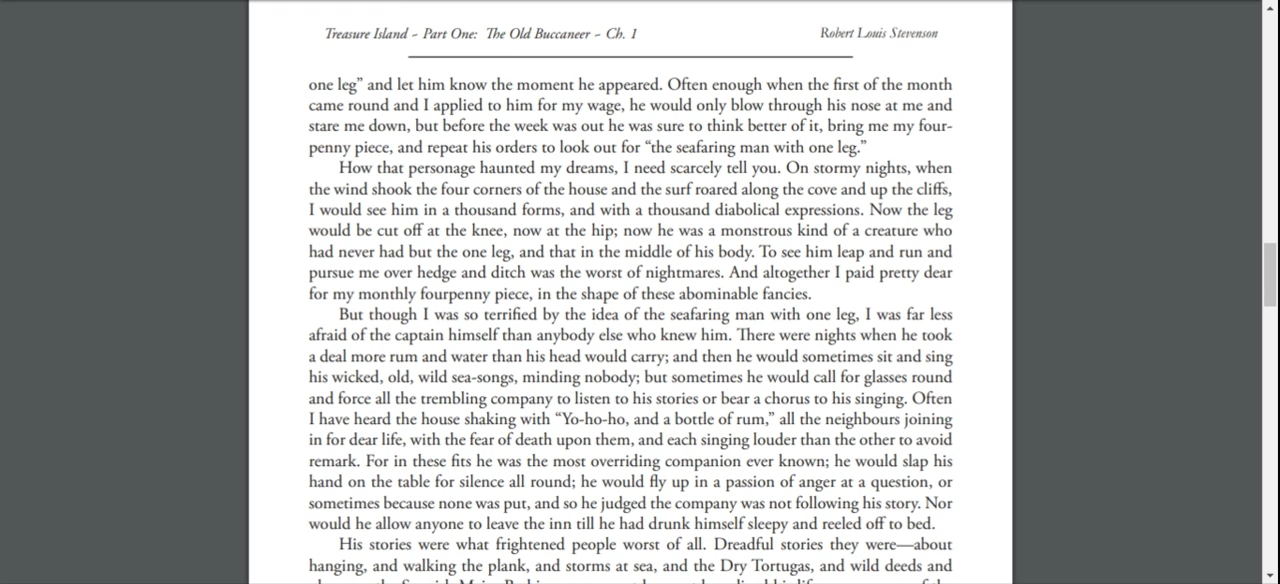 Treasure Island – Part One: The Old Buccaneer – Ch. 1 Robert Louis Stevenson
one leg” and let him know the moment he appeared. Often enough when the first of the month
came round and I applied to him for my wage, he would only blow through his nose at me and
stare me down, but before the week was out he was sure to think better of it, bring me my four-
penny piece, and repeat his orders to look out for “the seafaring man with one leg.”
How that personage haunted my dreams, I need scarcely tell you. On stormy nights, when
the wind shook the four corners of the house and the surf roared along the cove and up the cliffs,
I would see him in a thousand forms, and with a thousand diabolical expressions. Now the leg
would be cut off at the knee, now at the hip; now he was a monstrous kind of a creature who
had never had but the one leg, and that in the middle of his body. To see him leap and run and
pursue me over hedge and ditch was the worst of nightmares. And altogether I paid pretty dear
for my monthly fourpenny piece, in the shape of these abominable fancies.
But though I was so terrified by the idea of the seafaring man with one leg, I was far less
afraid of the captain himself than anybody else who knew him. There were nights when he took
a deal more rum and water than his head would carry; and then he would sometimes sit and sing
his wicked, old, wild sea-songs, minding nobody; but sometimes he would call for glasses round
and force all the trembling company to listen to his stories or bear a chorus to his singing. Often
I have heard the house shaking with “Yo-ho-ho, and a bottle of rum,” all the neighbours joining
in for dear life, with the fear of death upon them, and each singing louder than the other to avoid
remark. For in these fits he was the most overriding companion ever known; he would slap his
hand on the table for silence all round; he would fly up in a passion of anger at a question, or
sometimes because none was put, and so he judged the company was not following his story. Nor
would he allow anyone to leave the inn till he had drunk himself sleepy and reeled off to bed.
His stories were what frightened people worst of all. Dreadful stories they were—about
hanging, and walking the plank, and storms at sea, and the Dry Tortugas, and wild deeds and